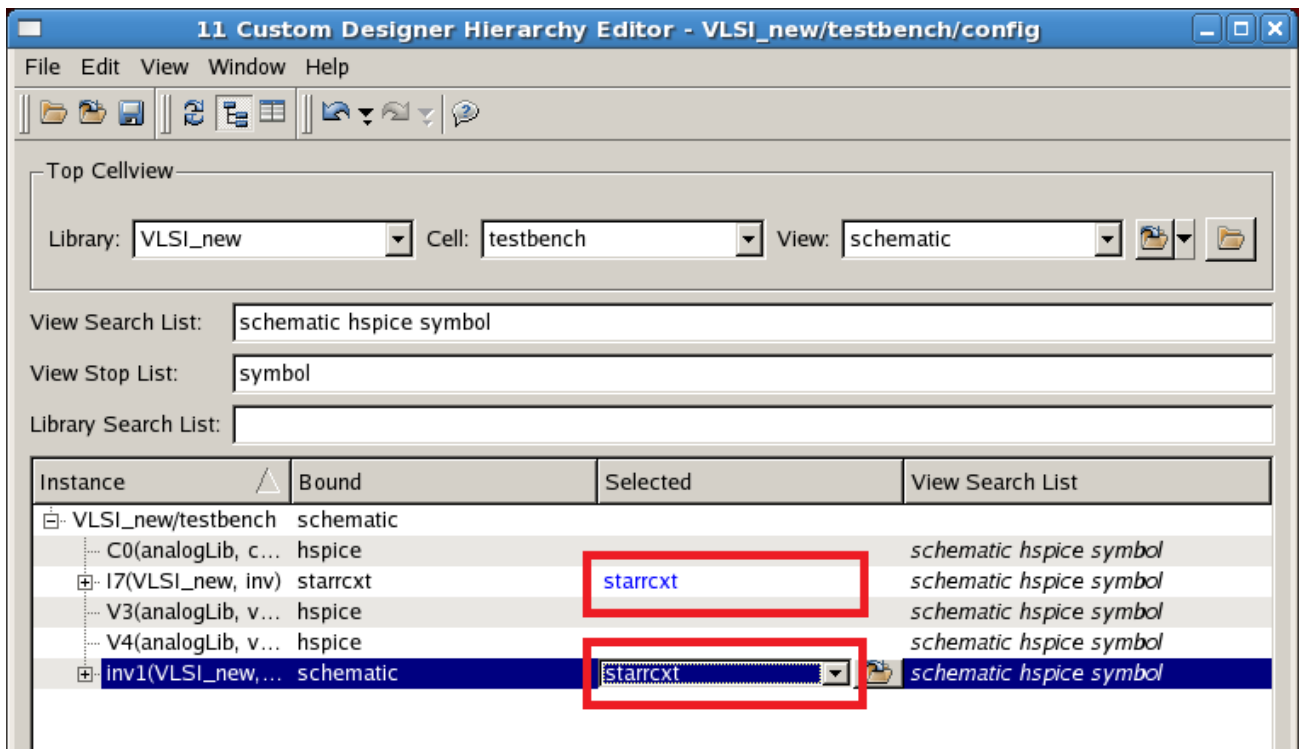 11 Custom Designer Hierarchy Editor - VLSI_new/testbench/config
File Edit View Window Help
Top Cellview
Library: VLSI_new Cell: testbench View: schematic
View Search List: schematic hspice symbol
View Stop List: symbol
Library Search List:
Instance Bound Selected View Search List
VLSI_new/testbench schematic
C0(analogLib, c... hspice schematic hspice symbol
I7(VLSI_new, inv) starrcxt starrcxt schematic hspice symbol
V3(analogLib, v... hspice schematic hspice symbol
V4(analogLib, v... hspice schematic hspice symbol
inv1(VLSI_new,... schematic starrcxt schematic hspice symbol